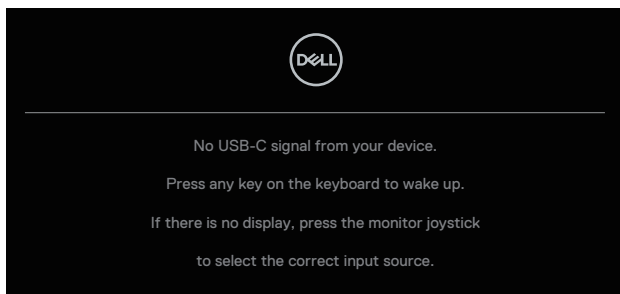 DELL
No USB-C signal from your device.
Press any key on the keyboard to wake up.
If there is no display, press the monitor joystick
to select the correct input source.